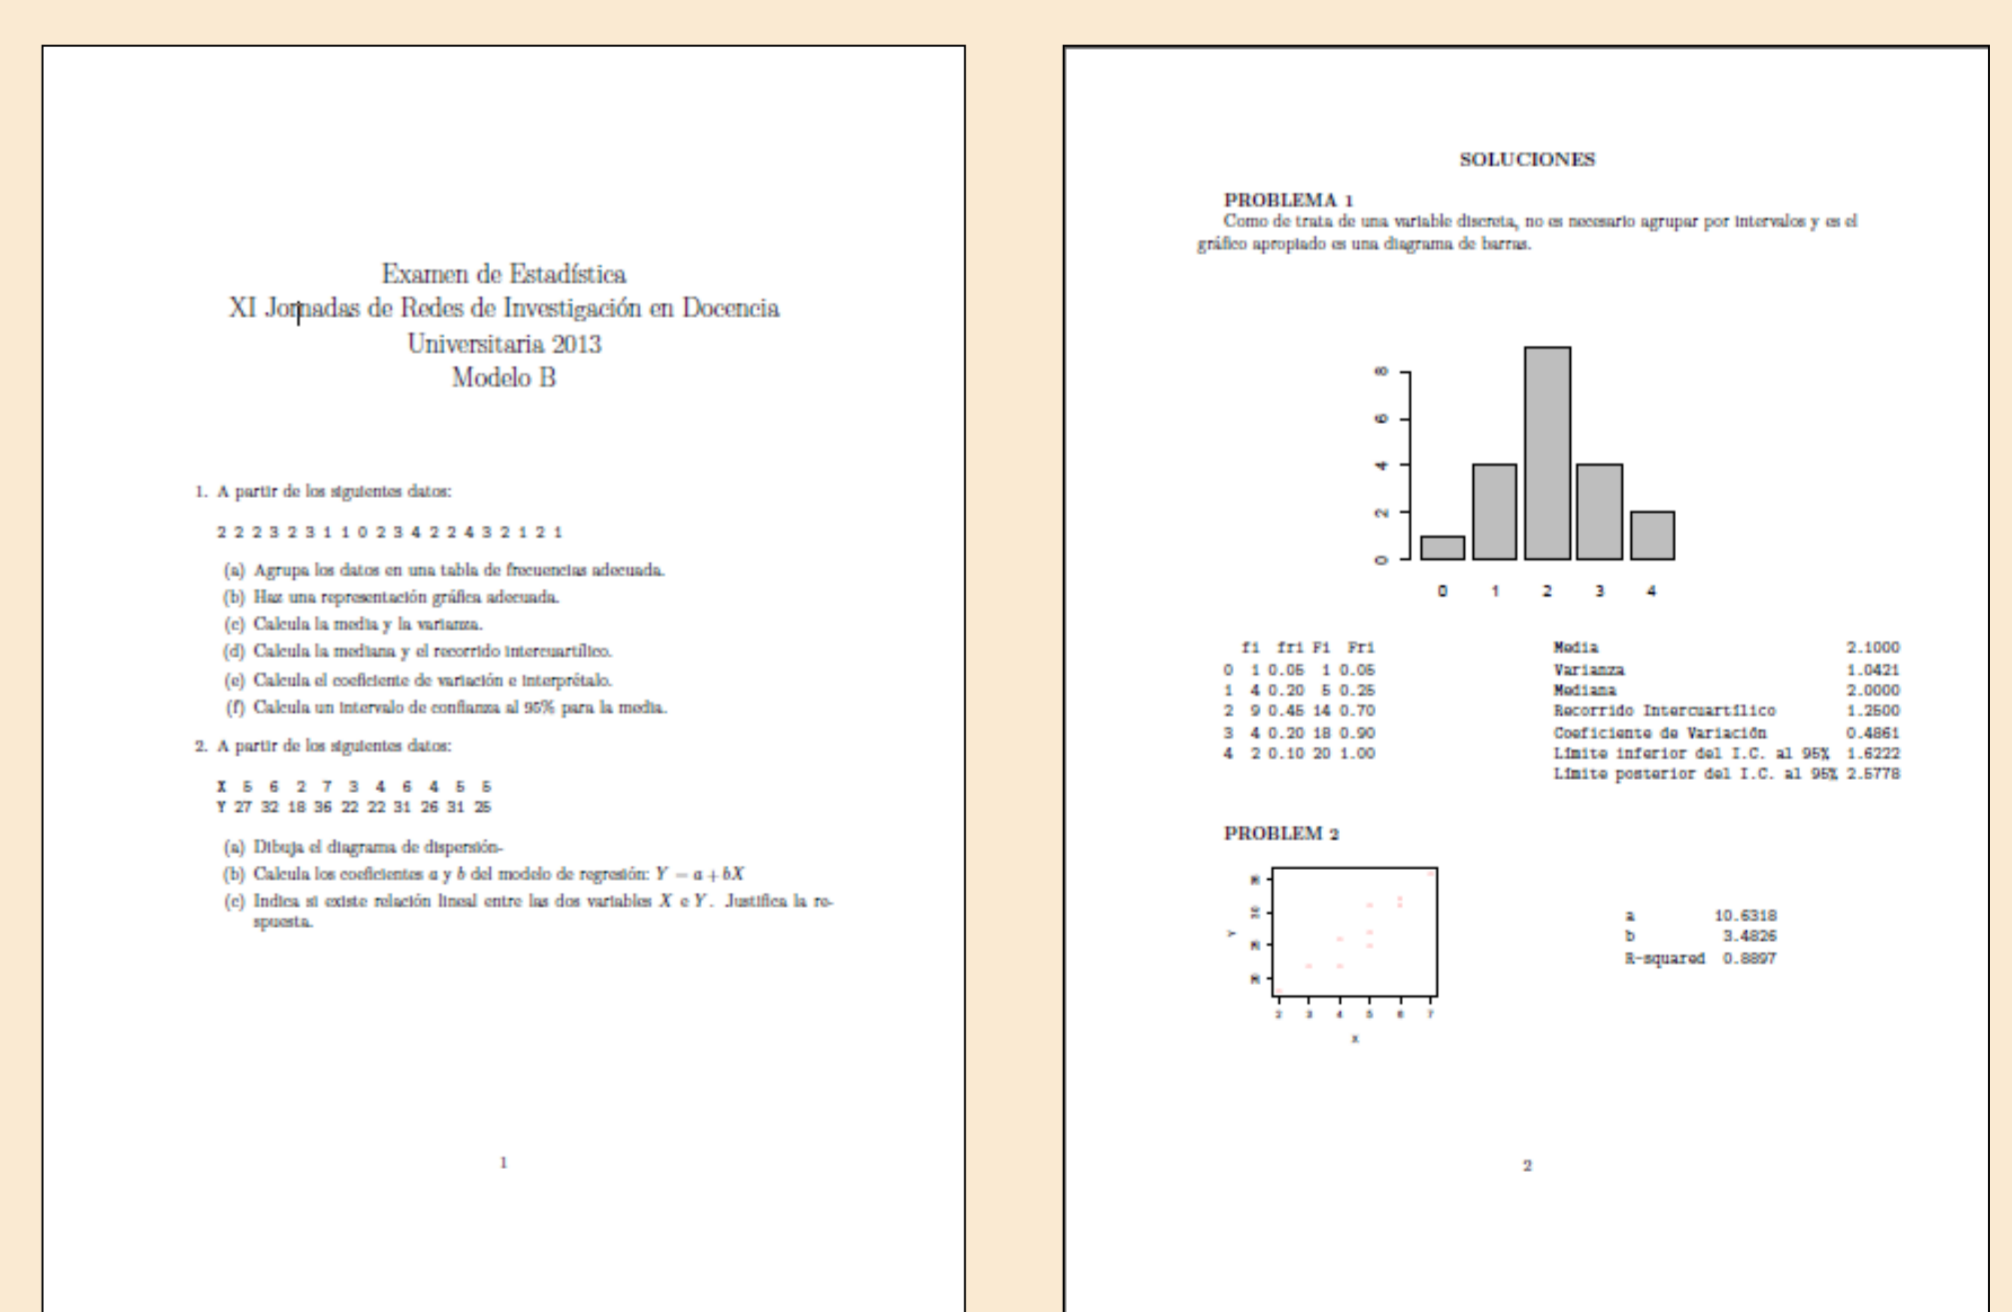 Examen de Estadística
XI Jornadas de Redes de Investigación en Docencia
Universitaria 2013
Modelo B
1. A partir de los siguientes datos:
2 2 2 3 2 3 1 1 0 2 3 4 2 2 4 3 2 1 2 1
(a) Agrupa los datos en una tabla de frecuencias adecuada.
(b) Haz una representación gráfica adecuada.
(c) Calcula la media y la varianza.
(d) Calcula la mediana y el recorrido intercuartílico.
(e) Calcula el coeficiente de variación e interprétalo.
(f) Calcula un intervalo de confianza al 95% para la media.
2. A partir de los siguientes datos:
X 5 6 2 7 3 4 6 4 5 5
Y 27 32 18 36 22 22 31 26 31 25
(a) Dibuja el diagrama de dispersión-
(b) Calcula los coeficientes a y b del modelo de regresión: Y = a + bX
(c) Indica si existe relación lineal entre las dos variables X e Y. Justifica la re-
spuesta.
1
SOLUCIONES
PROBLEMA 1
Como de trata de una variable discreta, no es necesario agrupar por intervalos y es el
gráfico apropiado es una diagrama de barras.
8
6
4
2
0
0 1 2 3 4
fi fri Fi Fri
0 1 0.05 1 0.05
1 4 0.20 5 0.25
2 9 0.45 14 0.70
3 4 0.20 18 0.90
4 2 0.10 20 1.00
Media 2.1000
Varianza 1.0421
Mediana 2.0000
Recorrido Intercuartílico 1.2500
Coeficiente de Variación 0.4861
Límite inferior del I.C. al 95% 1.6222
Límite posterior del I.C. al 95% 2.5778
PROBLEM 2
Y
2 3 4 5 6 7
X
a 10.6318
b 3.4826
R-squared 0.8897
2